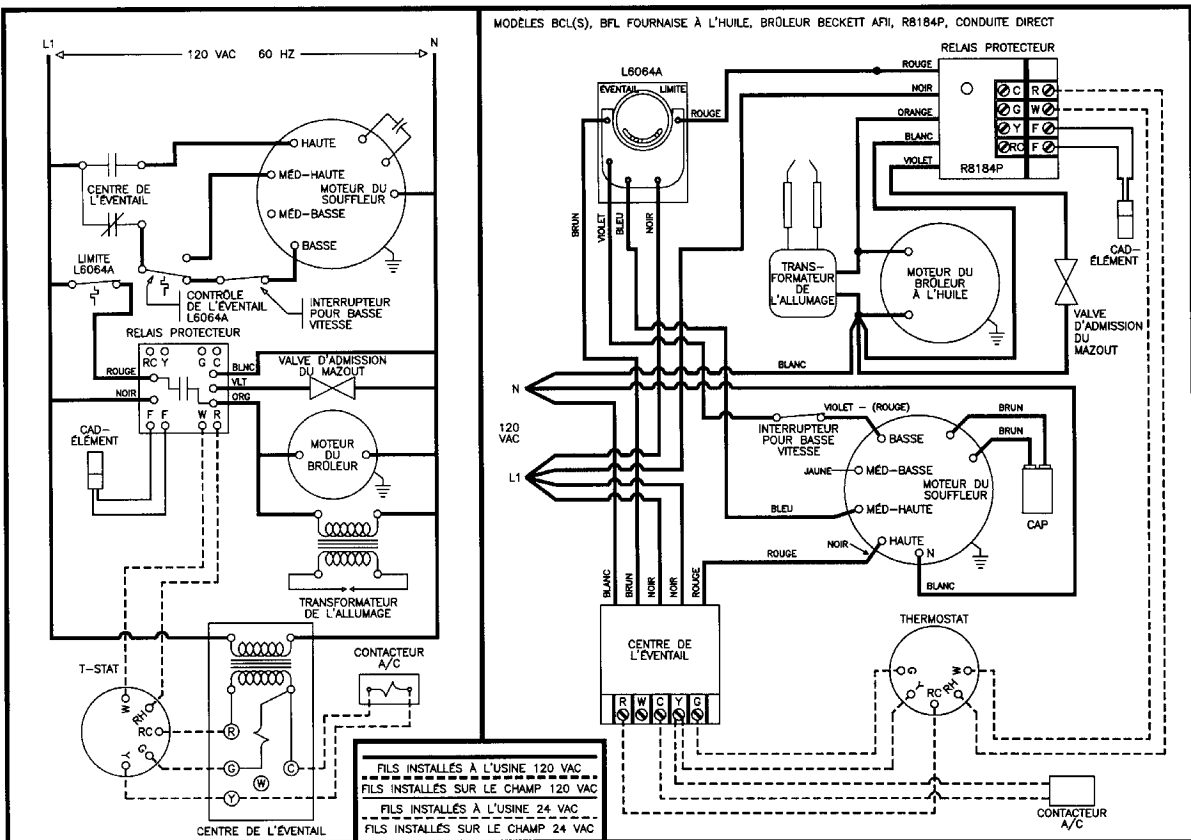 L1
120 VAC 60 HZ
N
HAUTE
MÉD-HAUTE
MOTEUR DU
SOUFFLEUR
MÉD-BASSE
BASSE
CENTRE DE
L'ÉVENTAIL
LIMITE
L6064A
CONTRÔLE
DE L'ÉVENTAIL
L6064A
INTERRUPTEUR
POUR BASSE
VITESSE
RELAIS PROTECTEUR
RC Y G C
ROUGE
BLNC
VLT
ORG
NOIR
F F W R
VALVE D'ADMISSION
DU MAZOUT
CAD-
ÉLÉMENT
MOTEUR
DU
BRÛLEUR
TRANSFORMATEUR
DE L'ALLUMAGE
T-STAT
W
RH
RC
G
Y
R
G
W
C
Y
CENTRE DE L'ÉVENTAIL
CONTACTEUR
A/C
FILS INSTALLÉS À L'USINE 120 VAC
FILS INSTALLÉS SUR LE CHAMP 120 VAC
FILS INSTALLÉS À L'USINE 24 VAC
FILS INSTALLÉS SUR LE CHAMP 24 VAC
MODÈLES BCL(S), BFL FOURNAISE À L'HUILE, BRÛLEUR BECKETT AFII, R8184P, CONDUITE DIRECT
RELAIS PROTECTEUR
L6064A
ÉVENTAIL LIMITE
ROUGE
ROUGE
NOIR
ORANGE
BLANC
VIOLET
C R
G W
Y F
RC F
R8184P
BRUN
VIOLET
BLEU
NOIR
TRANS-
FORMATEUR
DE
L'ALLUMAGE
MOTEUR DU
BRÛLEUR
À L'HUILE
CAD-
ÉLÉMENT
VALVE
D'ADMISSION
DU
MAZOUT
BLANC
N
120
VAC
L1
VIOLET - (ROUGE)
INTERRUPTEUR
POUR BASSE
VITESSE
BASSE
BRUN
BRUN
JAUNE
MÉD-BASSE
MOTEUR DU
SOUFFLEUR
BLEU
MÉD-HAUTE
CAP
NOIR
HAUTE
N
ROUGE
BLANC
BLANC
BRUN
NOIR
NOIR
ROUGE
CENTRE DE
L'ÉVENTAIL
R W C Y G
THERMOSTAT
G
Y
RC
RH
W
CONTACTEUR
A/C